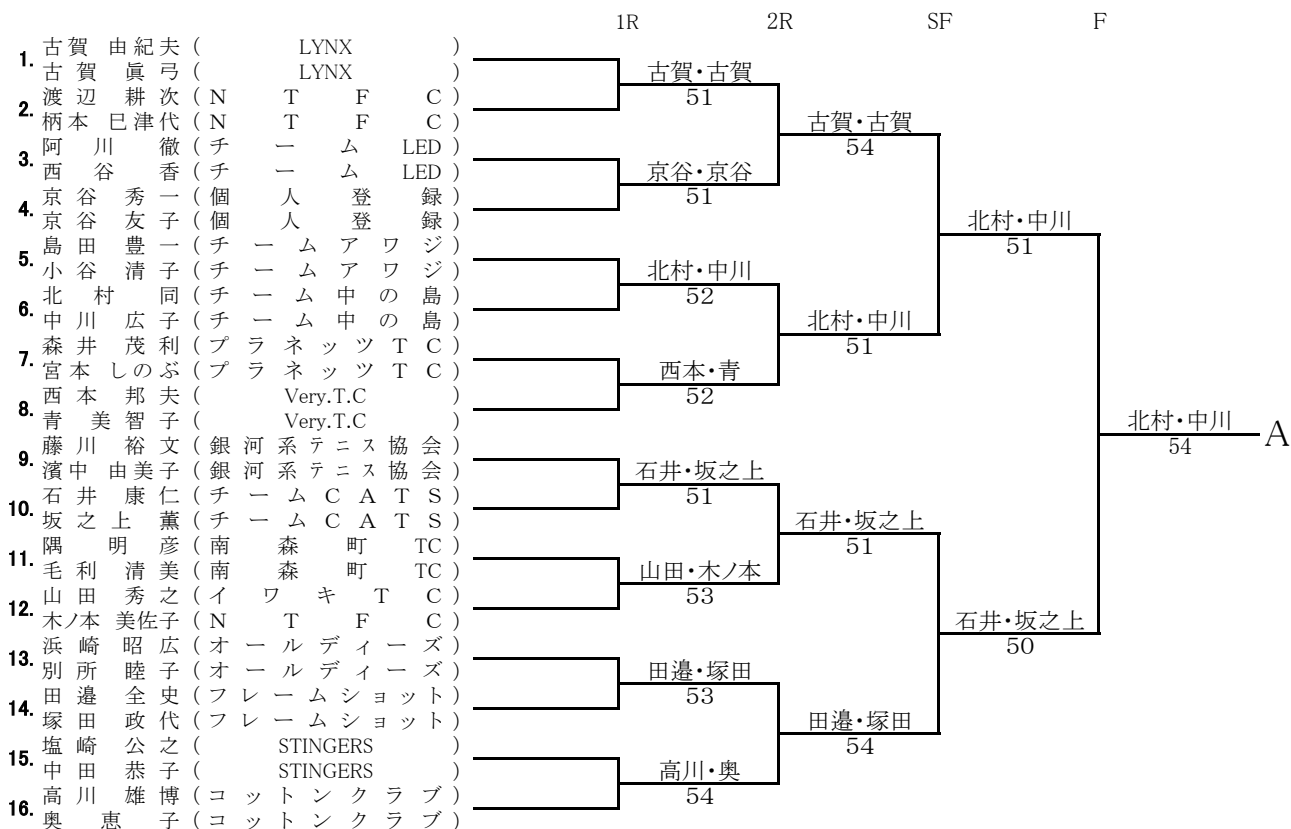 1R 2R SF F
1. 古賀 由紀夫 ( LYNX )
古賀 眞弓 ( LYNX )
2. 渡辺 耕次 ( N T F C )
柄本 巳津代 ( N T F C )
3. 阿川 徹 ( チーム LED )
西谷 香 ( チーム LED )
4. 京谷 秀一 ( 個人登録 )
京谷 友子 ( 個人登録 )
5. 島田 豊一 ( チームアワジ )
小谷 清子 ( チームアワジ )
6. 北村 同 ( チーム中の島 )
中川 広子 ( チーム中の島 )
7. 森井 茂利 ( プラネッツTC )
宮本 しのぶ ( プラネッツTC )
8. 西本 邦夫 ( Very.T.C )
青 美智子 ( Very.T.C )
9. 藤川 裕文 ( 銀河系テニス協会 )
濱中 由美子 ( 銀河系テニス協会 )
10. 石井 康仁 ( チームCATS )
坂之上 薫 ( チームCATS )
11. 隅 明彦 ( 南森町 TC )
毛利 清美 ( 南森町 TC )
12. 山田 秀之 ( イワキTC )
木ノ本 美佐子 ( N T F C )
13. 浜崎 昭広 ( オールディーズ )
別所 睦子 ( オールディーズ )
14. 田邉 全史 ( フレームショット )
塚田 政代 ( フレームショット )
15. 塩崎 公之 ( STINGERS )
中田 恭子 ( STINGERS )
16. 高川 雄博 ( コットンクラブ )
奥 恵子 ( コットンクラブ )
古賀・古賀
51
京谷・京谷
51
北村・中川
52
西本・青
52
石井・坂之上
51
山田・木ノ本
53
田邉・塚田
53
高川・奥
54
古賀・古賀
54
北村・中川
51
石井・坂之上
51
田邉・塚田
54
北村・中川
51
石井・坂之上
50
北村・中川
54
A